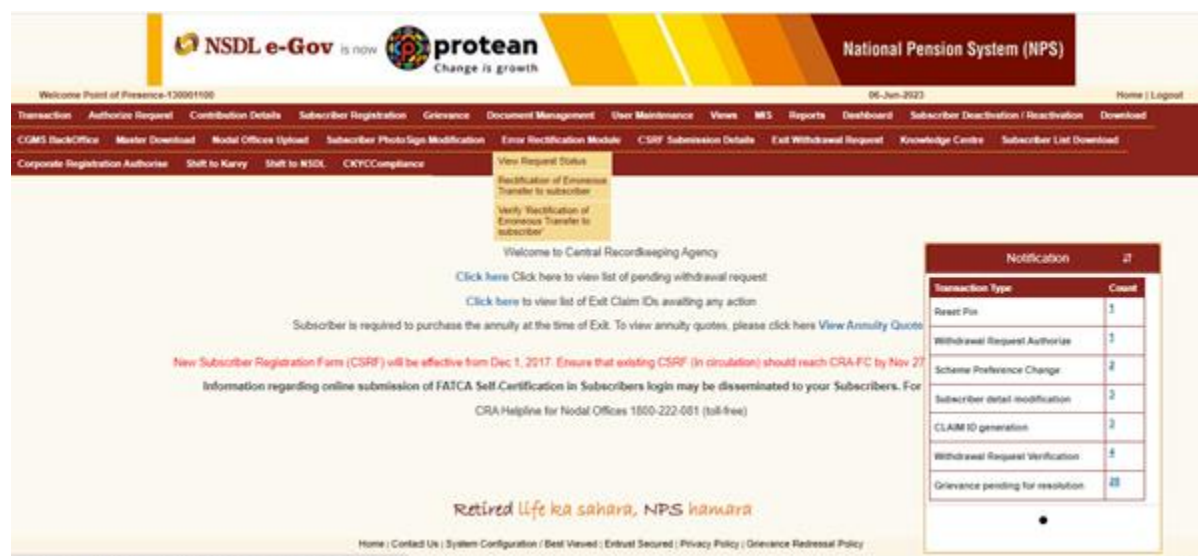 NSDL e-Gov is now protean
Change is growth
National Pension System (NPS)
Welcome Point of Presence-130001100
06-Jun-2023
Home | Logout
Transaction Authorize Request Contribution Details Subscriber Registration Grievance Document Management User Maintenance Views MIS Reports Dashboard Subscriber Deactivation / Reactivation Download
CGMS BackOffice Master Download Nodal Offices Upload Subscriber PhotoSign Modification Error Rectification Module CSRF Submission Details Exit Withdrawal Request Knowledge Centre Subscriber List Download
Corporate Registration Authorise Shift to Karvy Shift to NSDL CKYCCompliance
View Request Status
Rectification of Erroneous
Transfer to subscriber
Verify 'Rectification of
Erroneous Transfer to
subscriber'
Welcome to Central Recordkeeping Agency
Click here Click here to view list of pending withdrawal request
Click here to view list of Exit Claim IDs awaiting any action
Subscriber is required to purchase the annuity at the time of Exit. To view annuity quotes, please click here View Annuity Quote
New Subscriber Registration Form (CSRF) will be effective from Dec 1, 2017. Ensure that existing CSRF (in circulation) should reach CRA-FC by Nov 27
Information regarding online submission of FATCA Self-Certification in Subscribers login may be disseminated to your Subscribers. For
CRA Helpline for Nodal Offices 1800-222-081 (toll-free)
Notification
Transaction Type Count
Reset Pin
Withdrawal Request Authorize
Scheme Preference Change
Subscriber detail modification
CLAIM ID generation
Withdrawal Request Verification
Grievance pending for resolution
Retired life ka sahara, NPS hamara
Home | Contact Us | System Configuration / Best Viewed | Entrust Secured | Privacy Policy | Grievance Redressal Policy